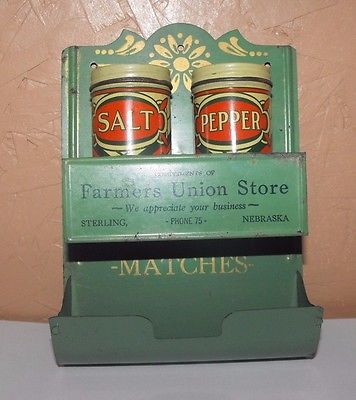 SALT PEPPER
COMPLIMENTS OF
Farmers Union Store
- We appreciate your business -
STERLING, - PHONE 75 - NEBRASKA
-MATCHES-